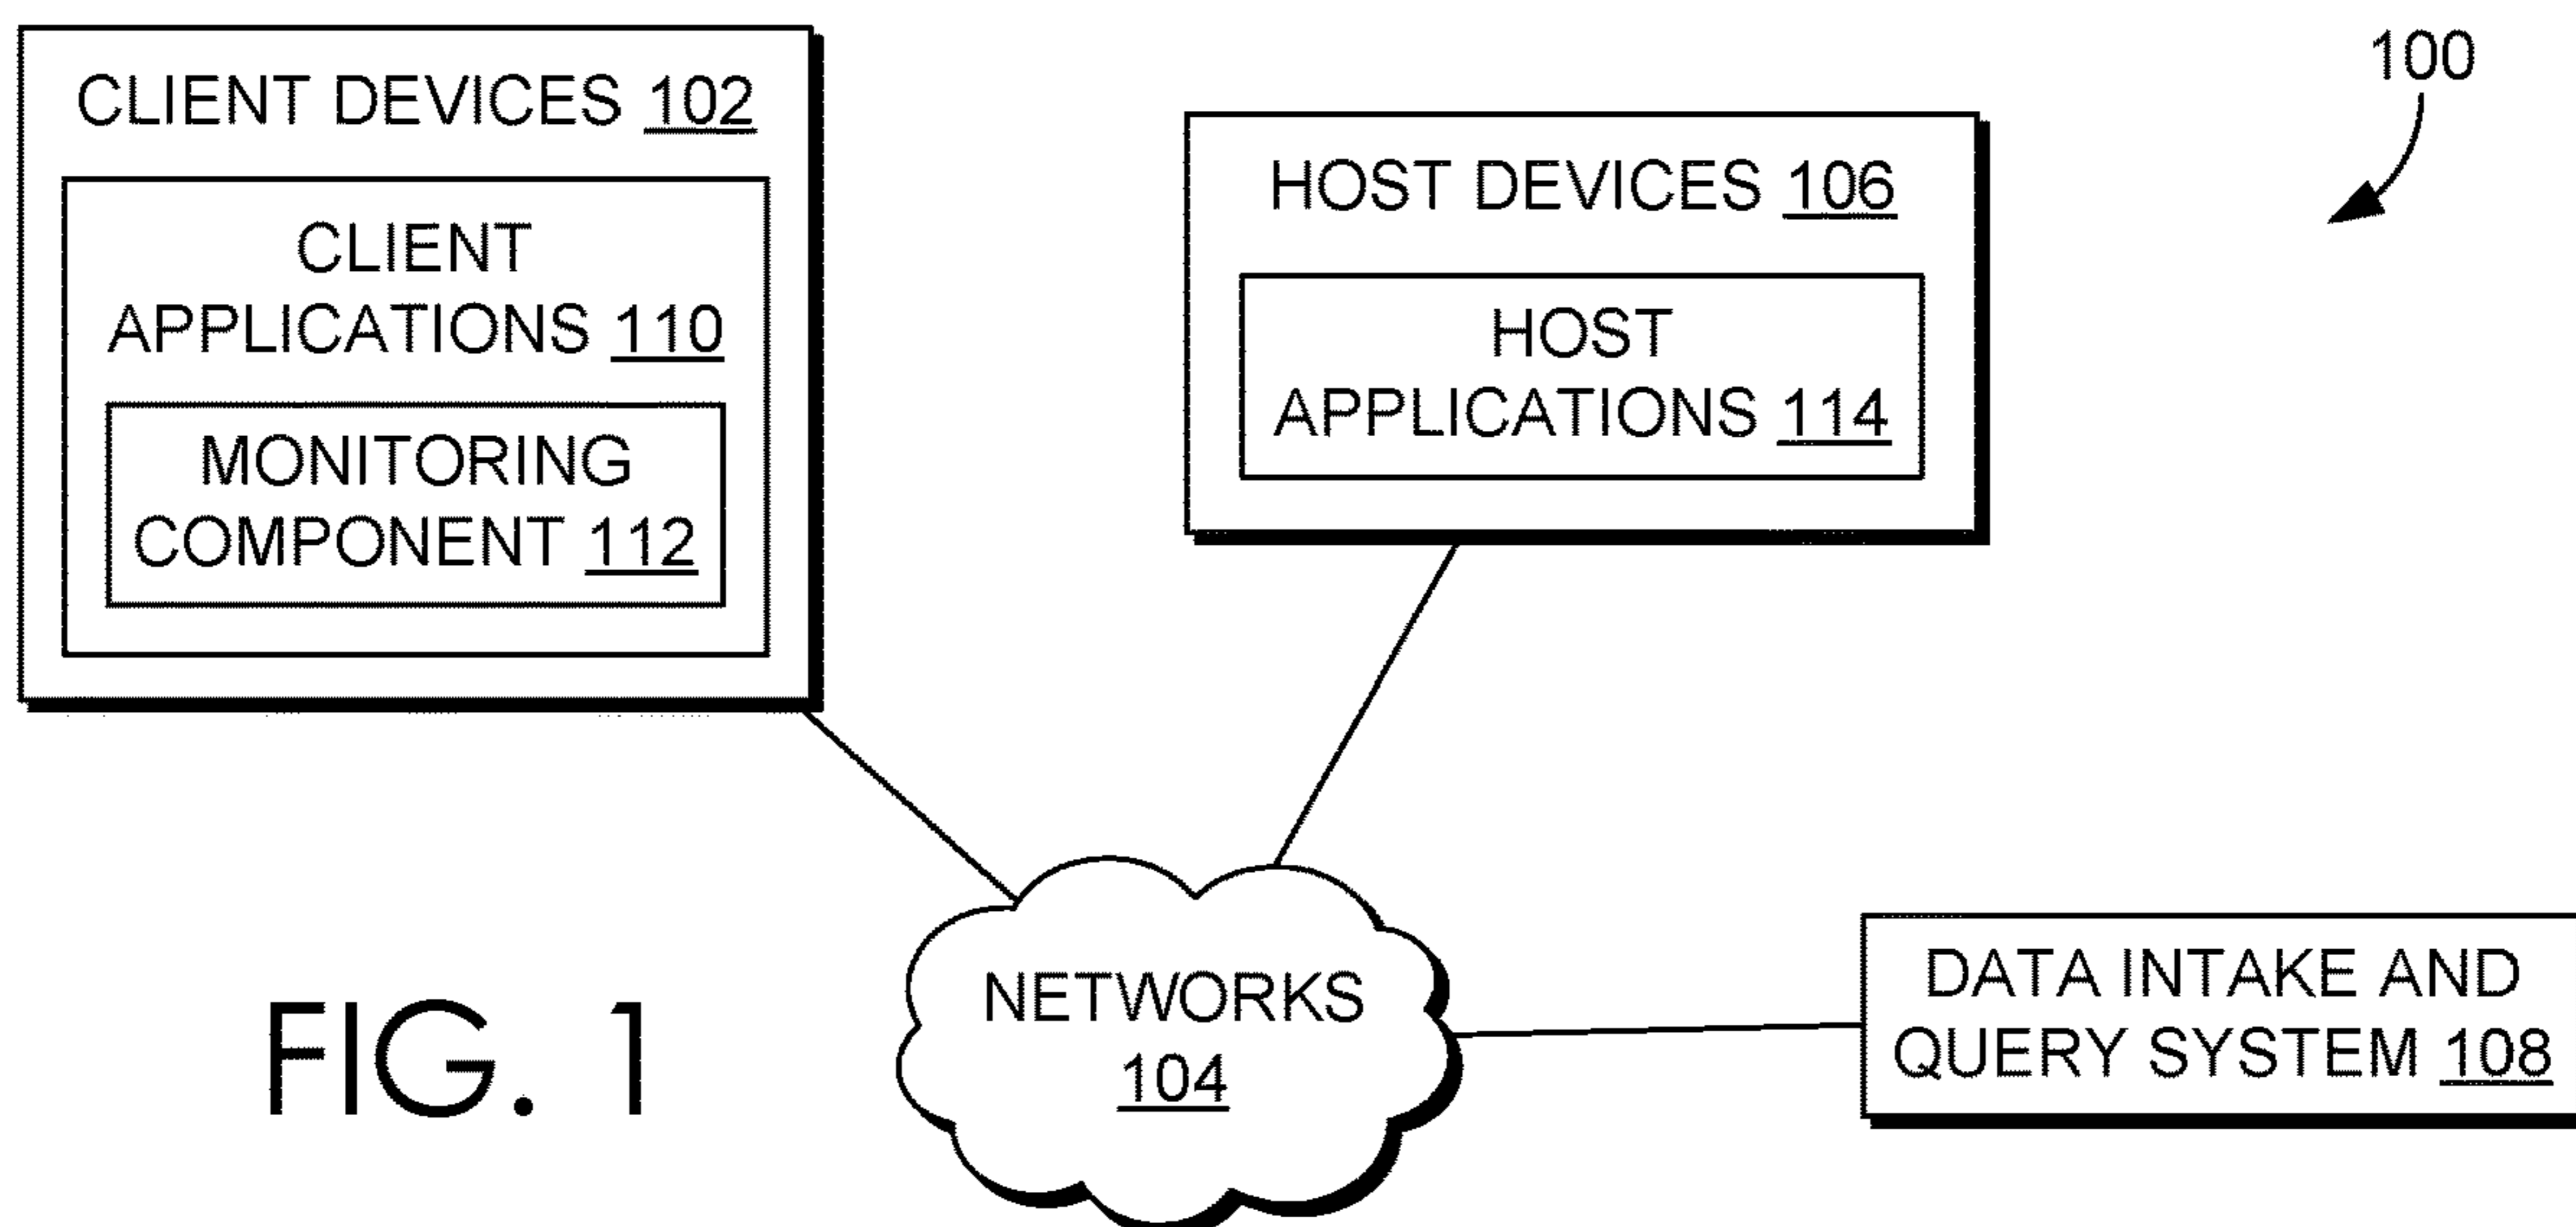 CLIENT DEVICES 102
CLIENT
APPLICATIONS 110
MONITORING
COMPONENT 112
HOST DEVICES 106
HOST
APPLICATIONS 114
100
NETWORKS
104
DATA INTAKE AND
QUERY SYSTEM 108
FIG. 1